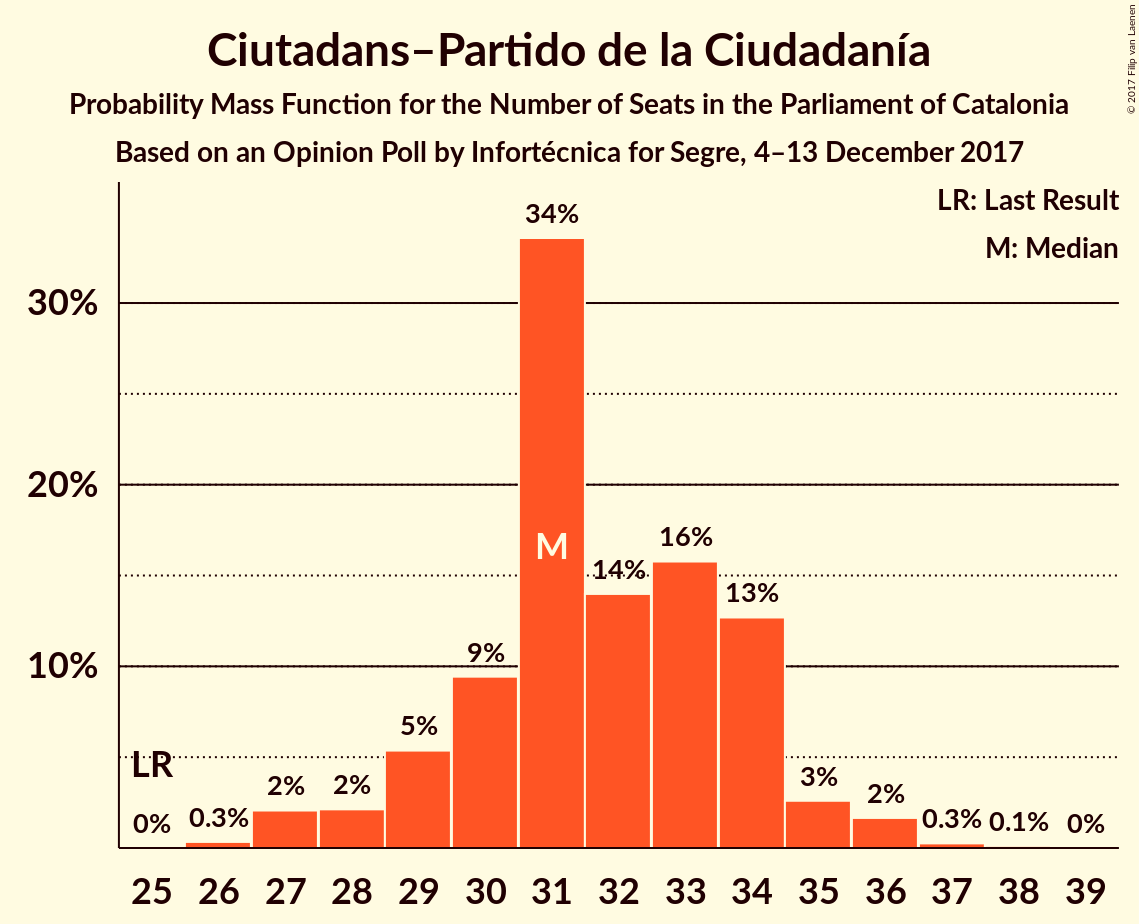 Ciutadans–Partido de la Ciudadanía
Probability Mass Function for the Number of Seats in the Parliament of Catalonia
Based on an Opinion Poll by Infortécnica for Segre, 4–13 December 2017
© 2017 Filip van Laenen
LR: Last Result
M: Median
30%
20%
10%
LR
M
0%
0.3%
2%
2%
5%
9%
34%
14%
16%
13%
3%
2%
0.3%
0.1%
0%
25 26 27 28 29 30 31 32 33 34 35 36 37 38 39